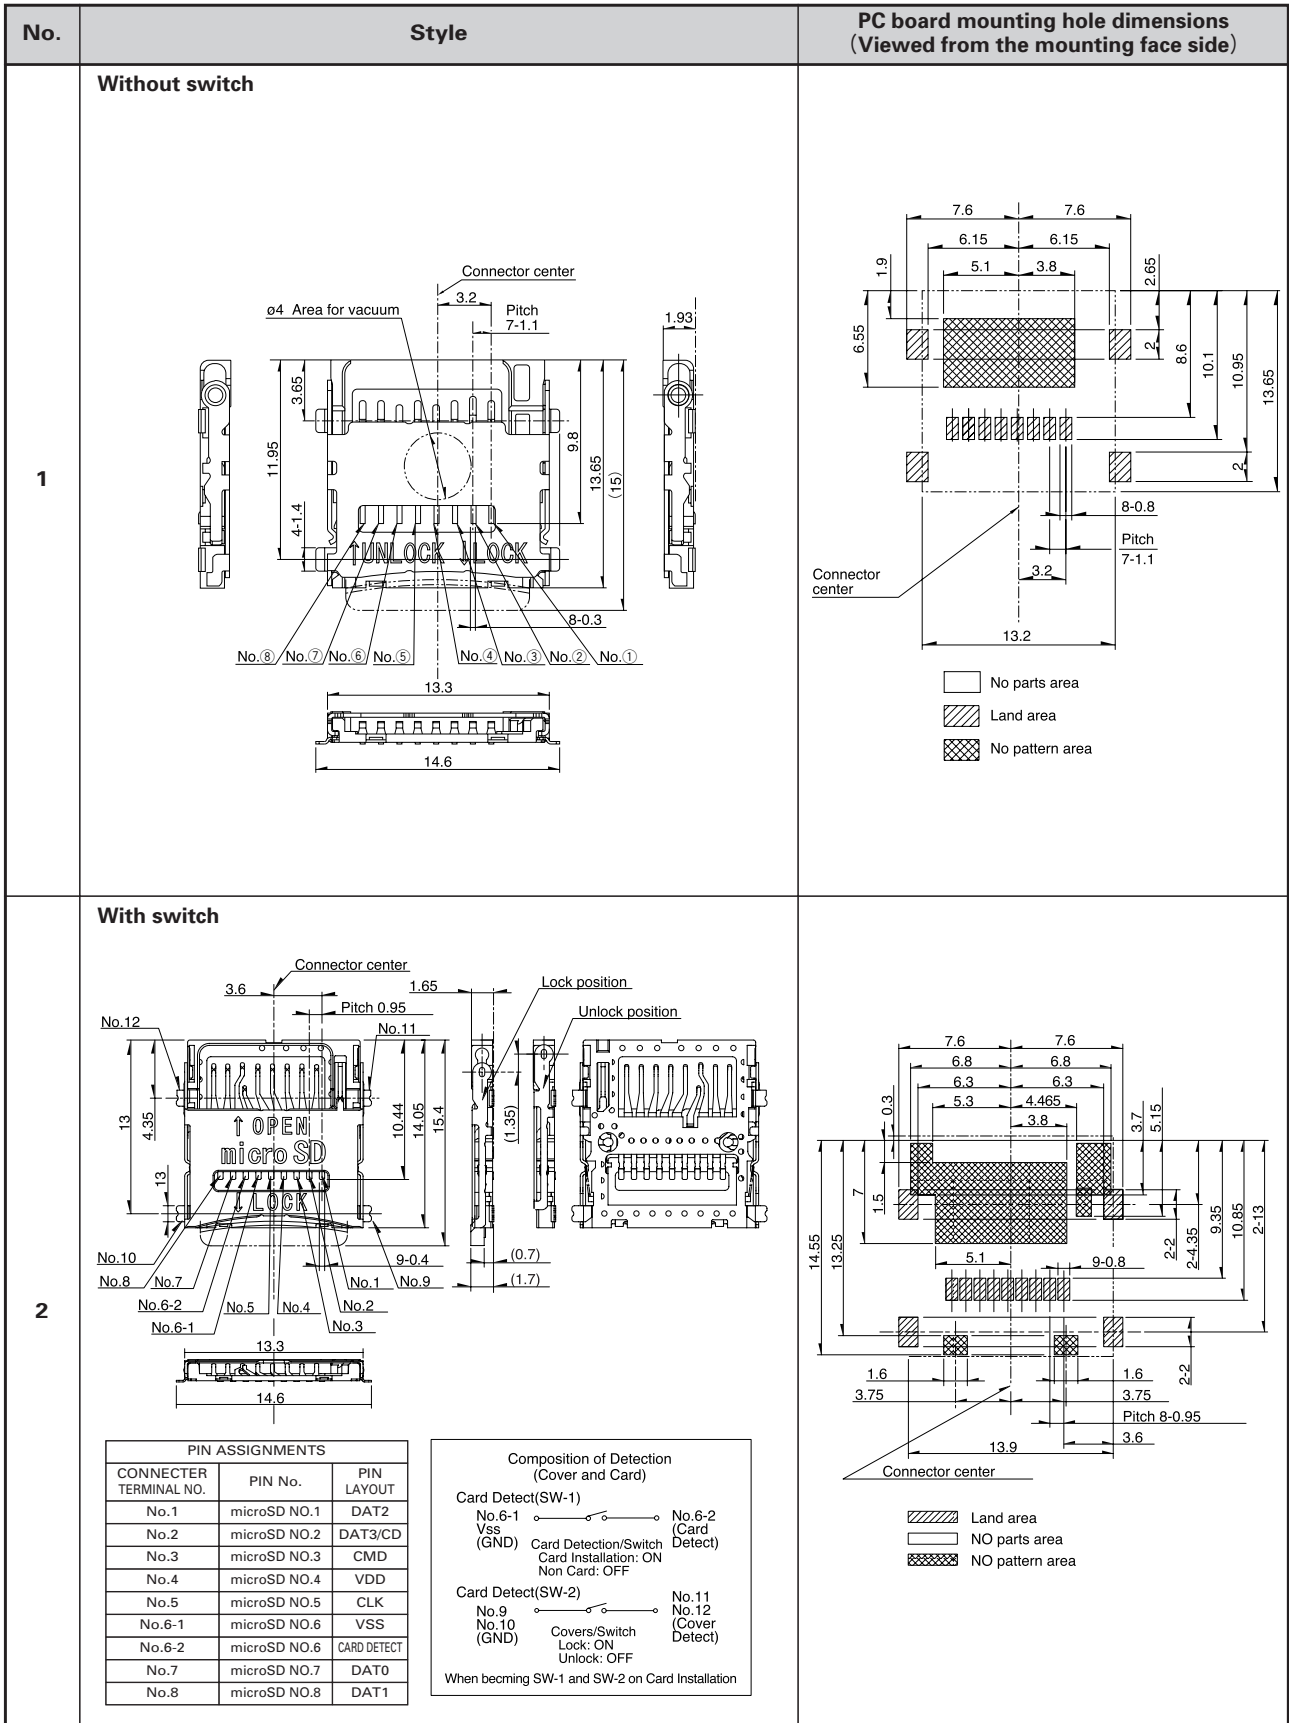 No.
Style
PC board mounting hole dimensions
(Viewed from the mounting face side)
1
Without switch
Connector center
3.2
ø4 Area for vacuum
Pitch
7-1.1
1.93
3.65
11.95
4-1.4
9.8
13.65
(15)
↑UNLOCK ↓LOCK
8-0.3
No.⑧ No.⑦ No.⑥ No.⑤ No.④ No.③ No.② No.①
13.3
14.6
7.6 7.6
6.15 6.15
5.1 3.8
1.9
6.55
2.65
2
8.6
10.1
10.95
13.65
2
8-0.8
Pitch
7-1.1
3.2
Connector
center
13.2
No parts area
Land area
No pattern area
2
With switch
Connector center
3.6
Pitch 0.95
1.65
Lock position
Unlock position
No.12
No.11
13
4.35
13
10.44
14.05
15.4
(1.35)
↑ OPEN
micro SD
↓ LOCK
No.10
No.8
No.7
No.6-2
No.6-1
No.5
No.4
9-0.4
No.1
No.9
No.2
No.3
(0.7)
(1.7)
13.3
14.6
PIN ASSIGNMENTS
CONNECTER TERMINAL NO. PIN No. PIN LAYOUT
No.1 microSD NO.1 DAT2
No.2 microSD NO.2 DAT3/CD
No.3 microSD NO.3 CMD
No.4 microSD NO.4 VDD
No.5 microSD NO.5 CLK
No.6-1 microSD NO.6 VSS
No.6-2 microSD NO.6 CARD DETECT
No.7 microSD NO.7 DAT0
No.8 microSD NO.8 DAT1
Composition of Detection
(Cover and Card)
Card Detect(SW-1)
No.6-1
Vss
(GND)
No.6-2
(Card
Detect)
Card Detection/Switch
Card Installation: ON
Non Card: OFF
Card Detect(SW-2)
No.9
No.10
(GND)
No.11
No.12
(Cover
Detect)
Covers/Switch
Lock: ON
Unlock: OFF
When becming SW-1 and SW-2 on Card Installation
7.6 7.6
6.8 6.8
6.3 6.3
5.3 4.465
3.8
0.3
3.7
5.15
7
1.5
14.55
13.25
5.1
9-0.8
2-2
2-4.35
9.35
10.85
2-13
2-2
1.6 1.6
3.75 3.75
Pitch 8-0.95
3.6
13.9
Connector center
Land area
NO parts area
NO pattern area